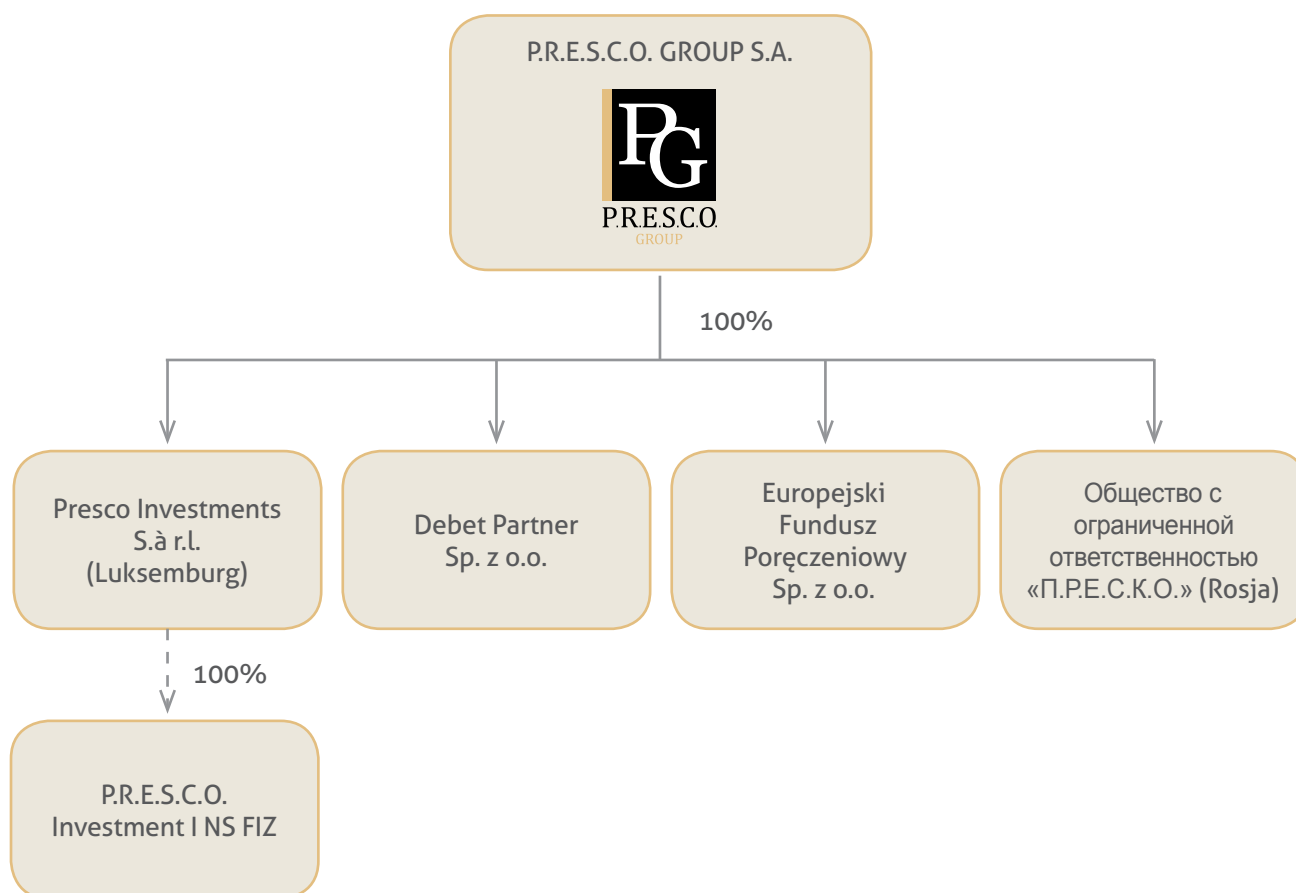 P.R.E.S.C.O. GROUP S.A.
PG
P.R.E.S.C.O.
GROUP
100%
Presco Investments
S.à r.l.
(Luksemburg)
Debet Partner
Sp. z o.o.
Europejski
Fundusz
Poręczeniowy
Sp. z o.o.
Общество с
ограниченной
ответственностью
«П.Р.Е.С.К.О.» (Rosja)
100%
P.R.E.S.C.O.
Investment I NS FIZ